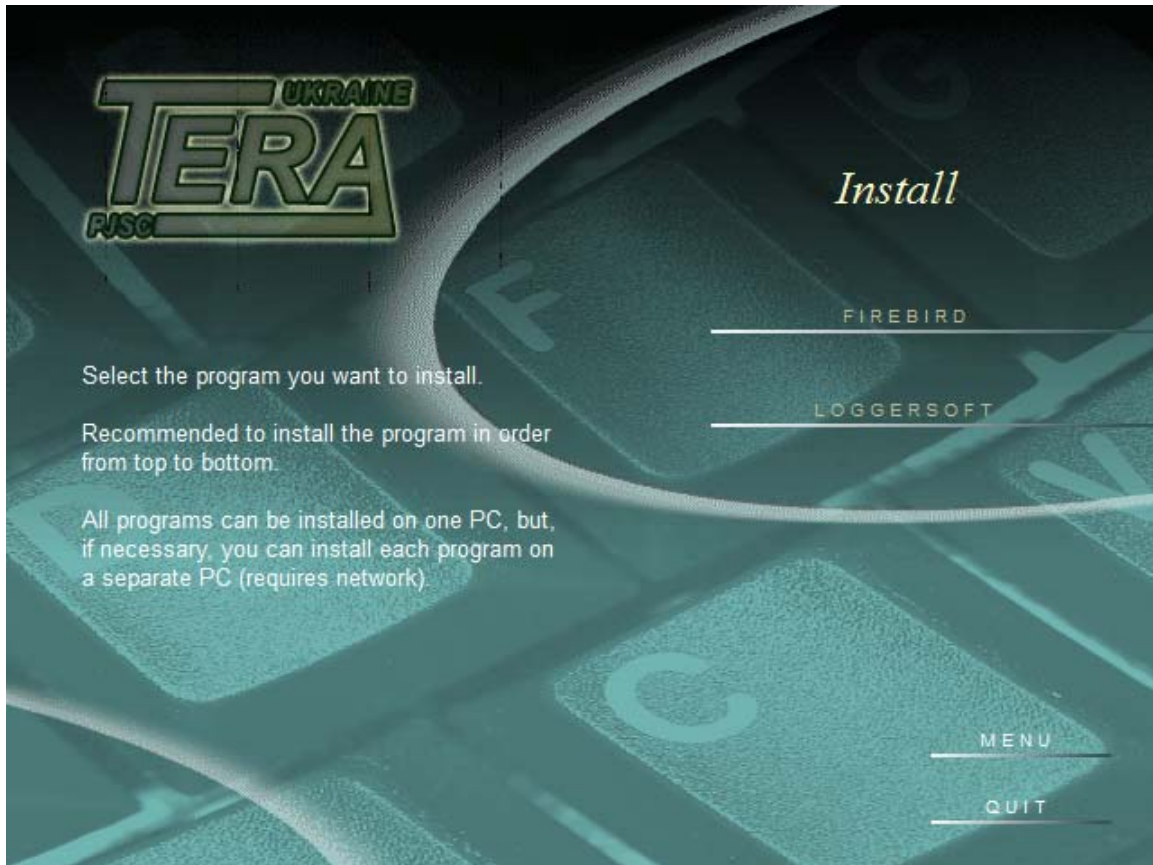 UKRAINE
TERA
PJSC
Install
FIREBIRD
LOGGERSOFT
Select the program you want to install.
Recommended to install the program in order
from top to bottom.
All programs can be installed on one PC, but,
if necessary, you can install each program on
a separate PC (requires network).
F
G
D
V
C
MENU
QUIT